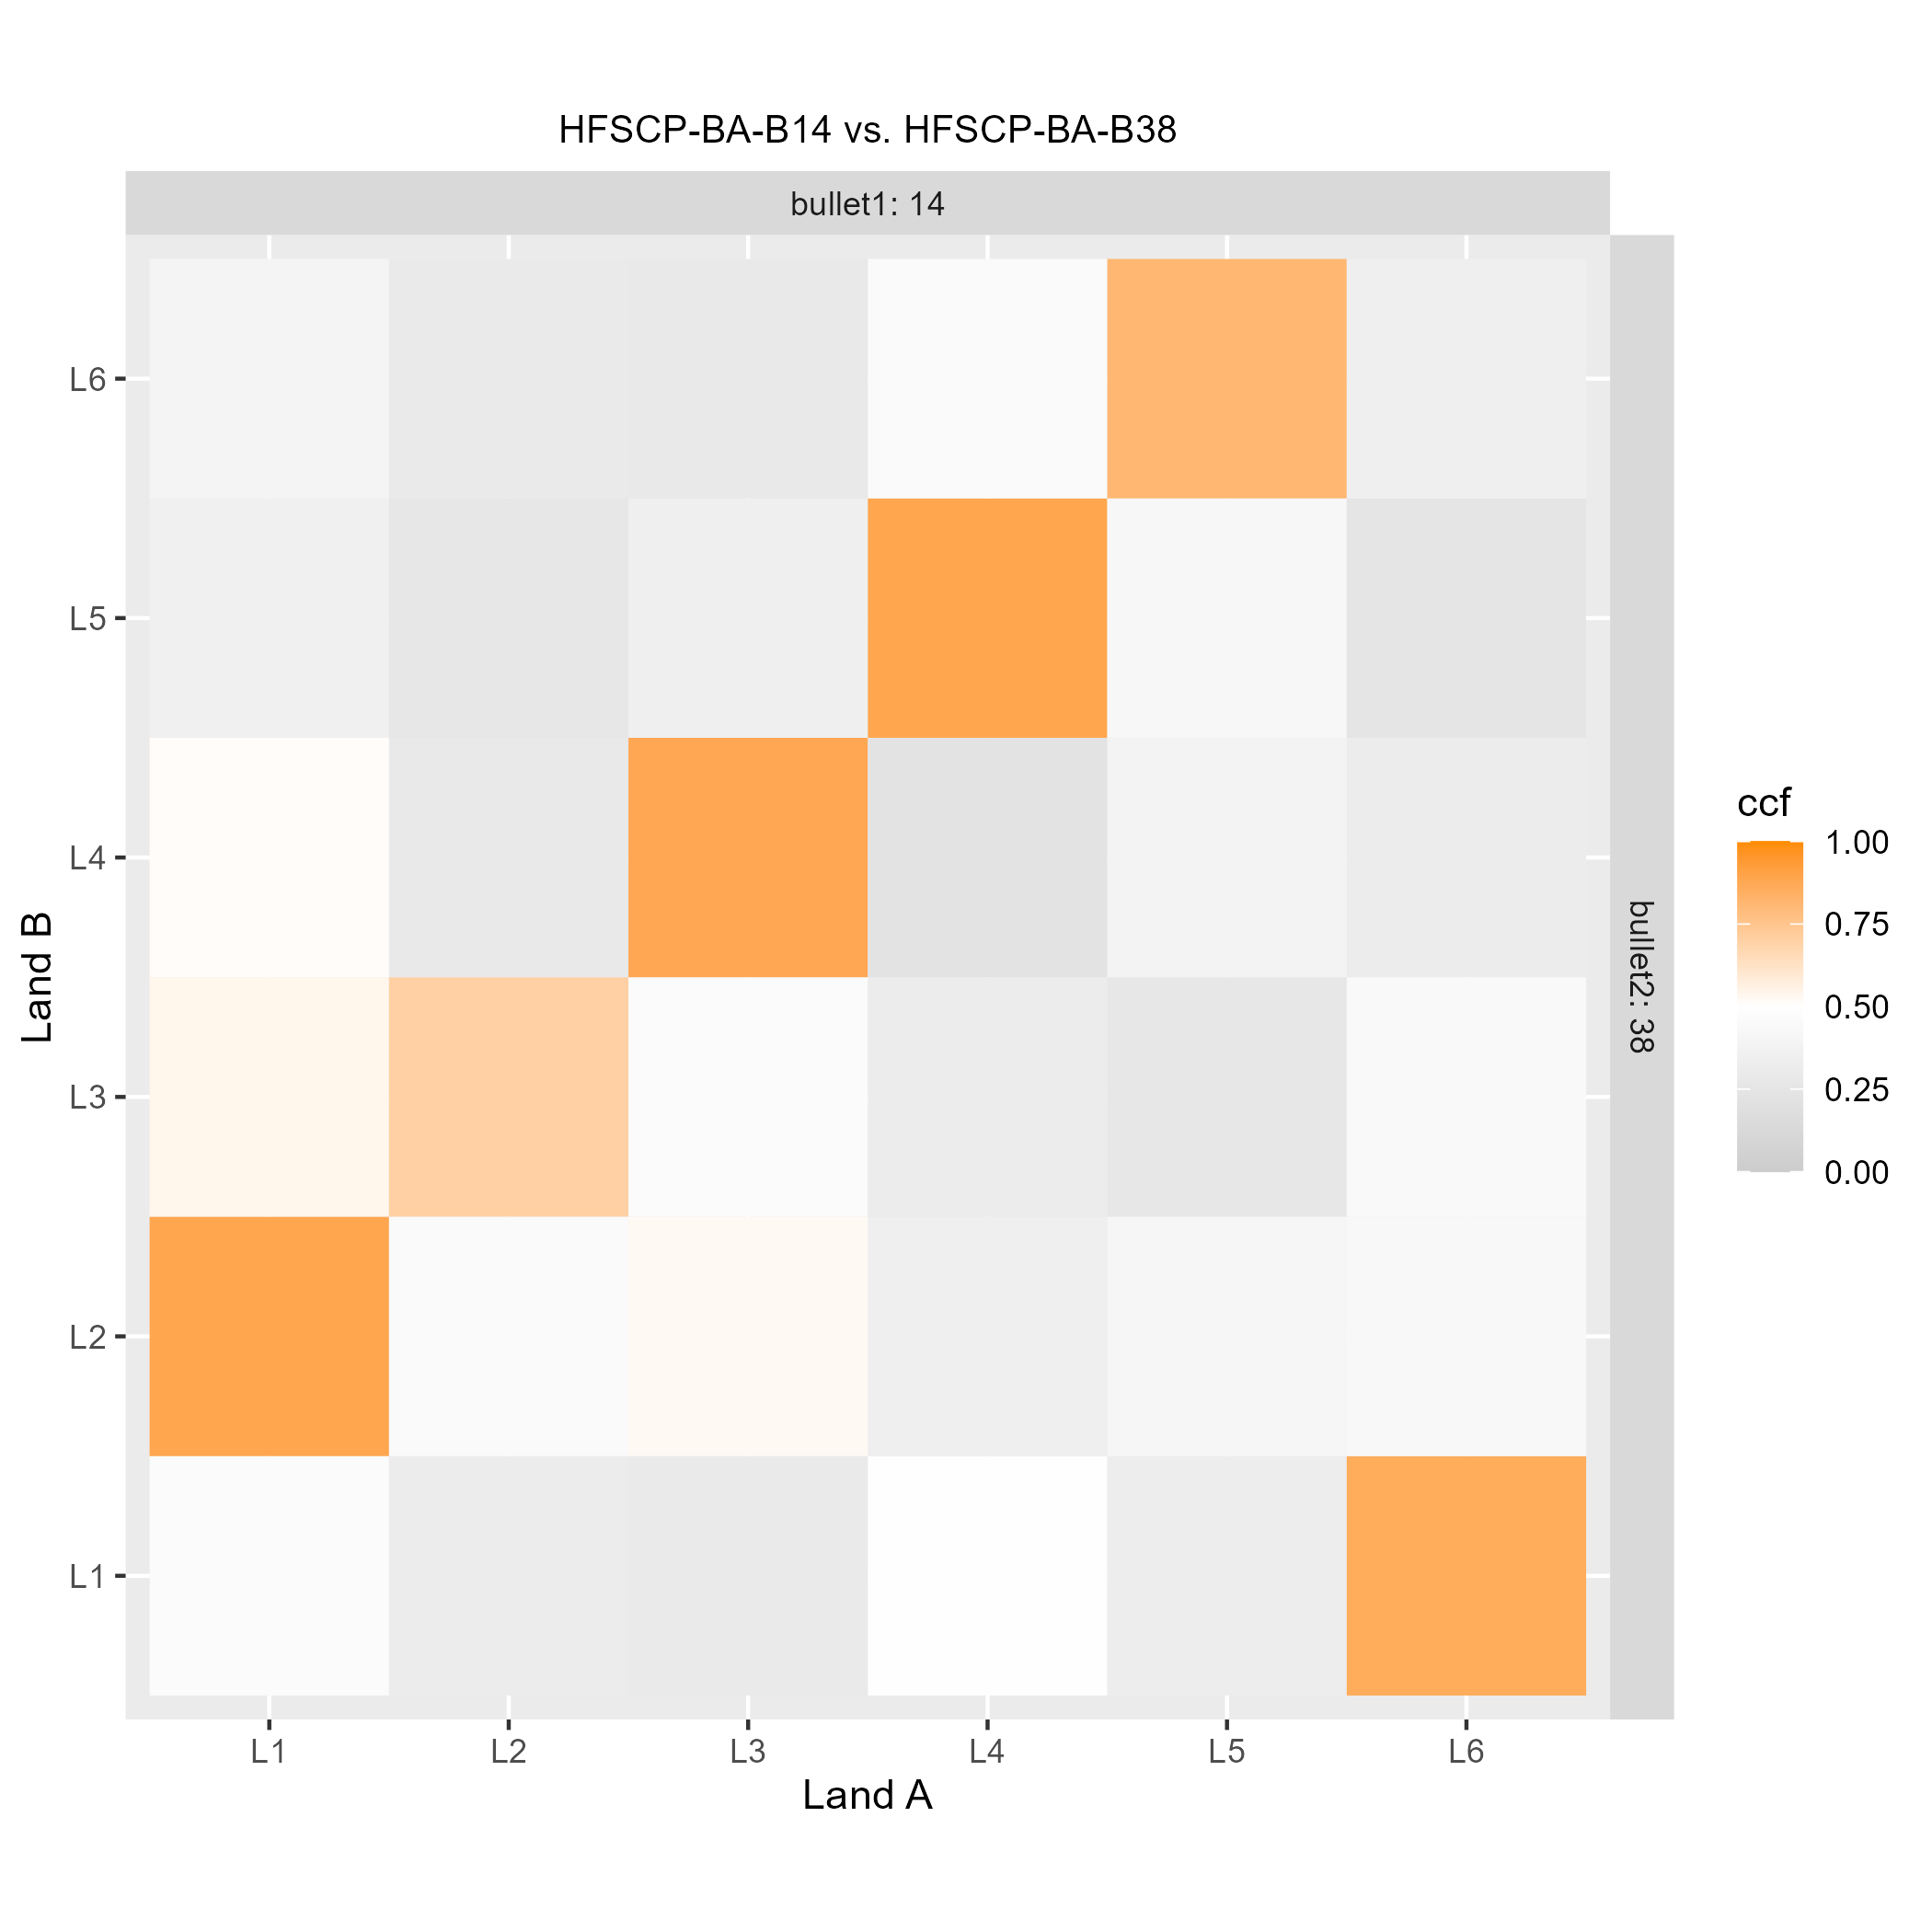 HFSCP-BA-B14 vs. HFSCP-BA-B38
bullet1: 14
L6
L5
L4
L3
L2
L1
Land B
bullet2: 38
L1 L2 L3 L4 L5 L6
Land A
ccf
1.00
0.75
0.50
0.25
0.00